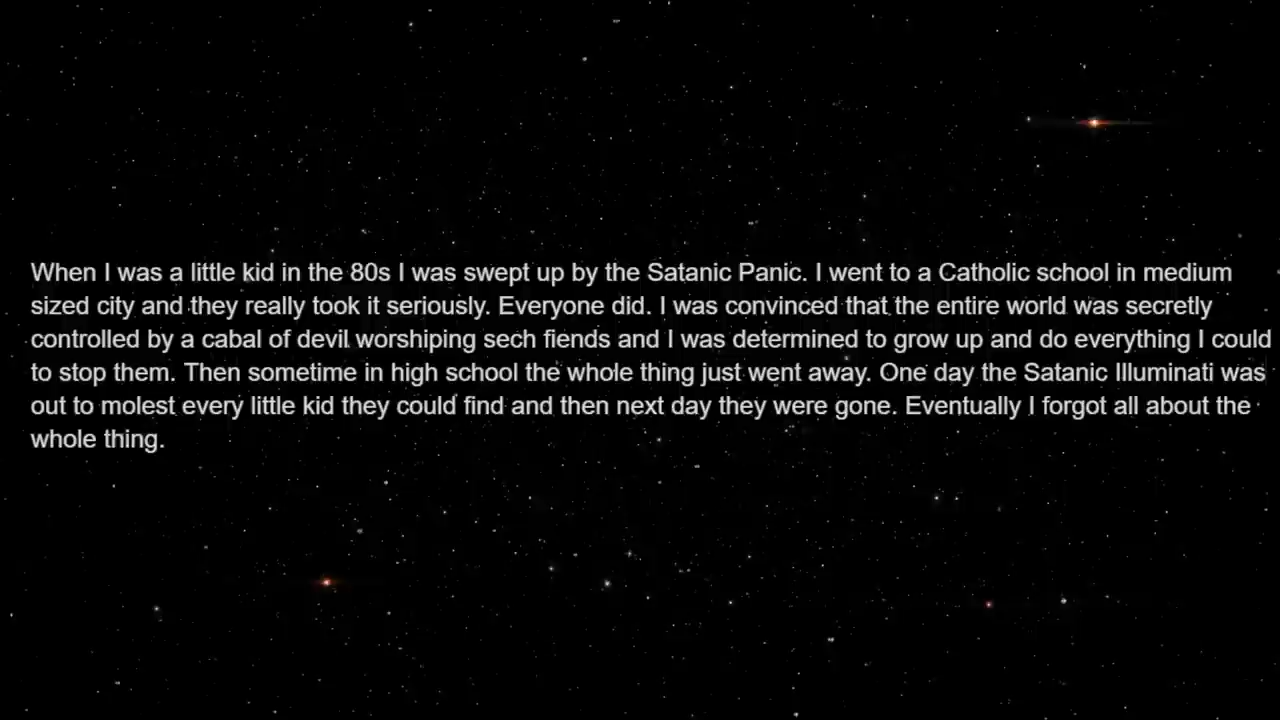 When I was a little kid in the 80s I was swept up by the Satanic Panic. I went to a Catholic school in medium
sized city and they really took it seriously. Everyone did. I was convinced that the entire world was secretly
controlled by a cabal of devil worshiping sech fiends and I was determined to grow up and do everything I could
to stop them. Then sometime in high school the whole thing just went away. One day the Satanic Illuminati was
out to molest every little kid they could find and then next day they were gone. Eventually I forgot all about the
whole thing.